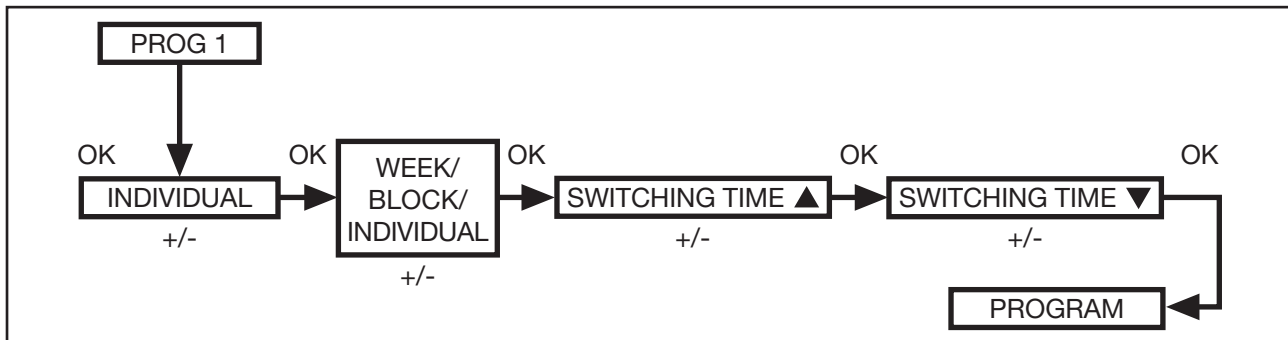 PROG 1
OK
INDIVIDUAL
+/-
OK
WEEK/
BLOCK/
INDIVIDUAL
+/-
OK
SWITCHING TIME ▲
+/-
OK
SWITCHING TIME ▼
+/-
OK
PROGRAM